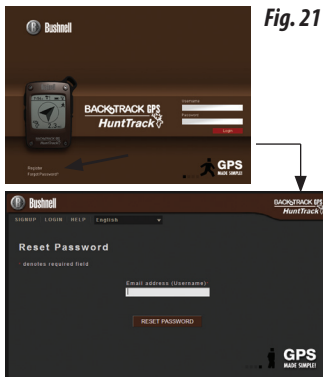 Fig. 21
Bushnell
BACKTRACK GPS
HuntTrack
Username
Password
Login
Register
Forgot Password?
GPS
MADE SIMPLE!
Bushnell
BACKTRACK GPS
HuntTrack
SIGNUP LOGIN HELP English
Reset Password
* denotes required field
Email address (Username):
RESET PASSWORD
GPS
MADE SIMPLE!